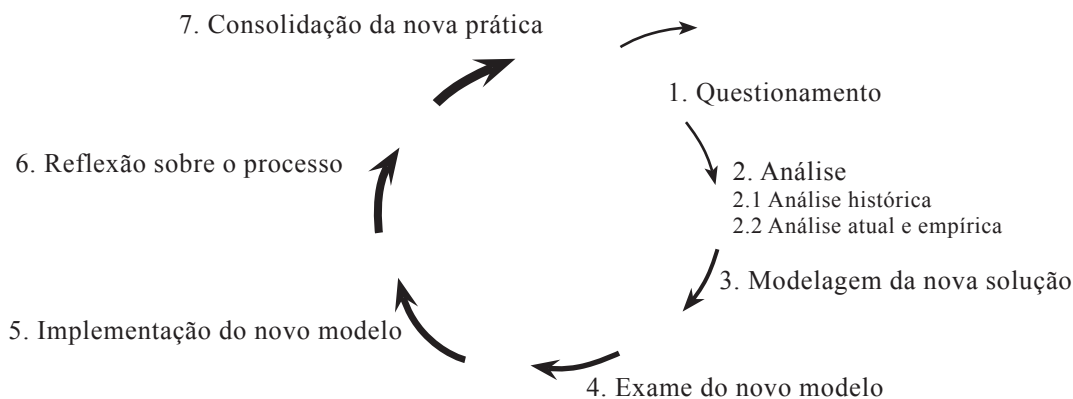 7. Consolidação da nova prática
1. Questionamento
2. Análise
2.1 Análise histórica
2.2 Análise atual e empírica
3. Modelagem da nova solução
4. Exame do novo modelo
5. Implementação do novo modelo
6. Reflexão sobre o processo